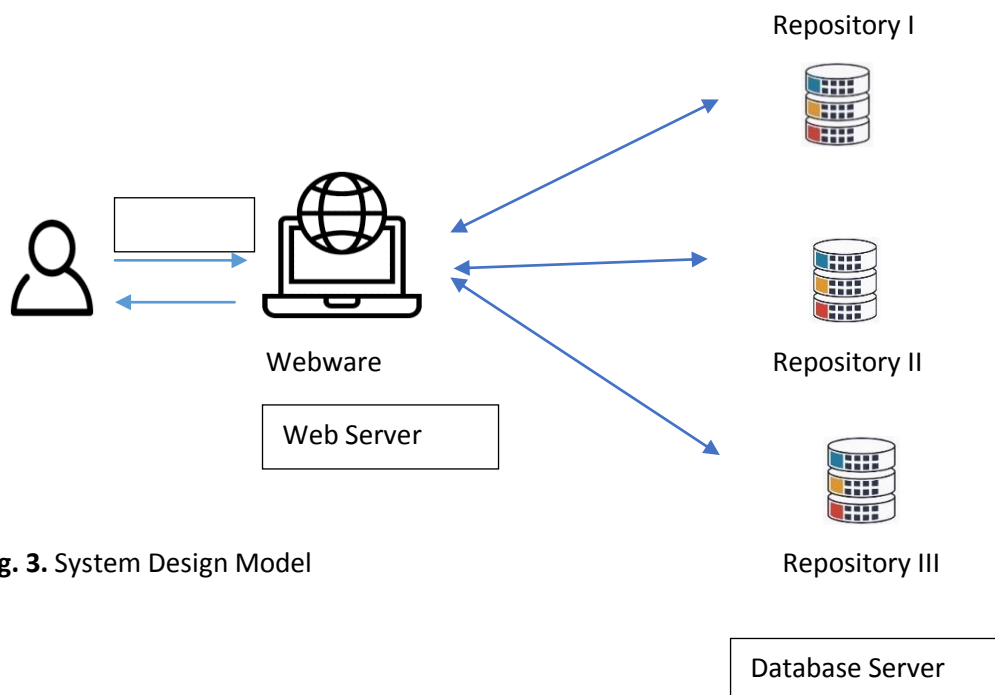 Repository I
Webware
Repository II
Web Server
g. 3. System Design Model
Repository III
Database Server